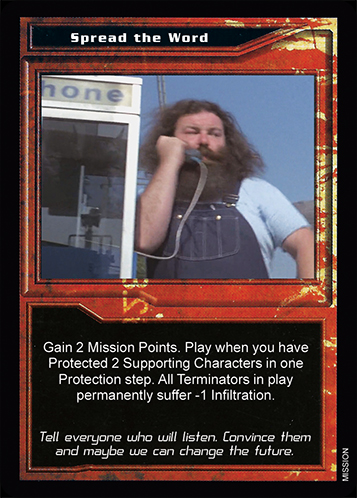 Spread the Word
hone
Gain 2 Mission Points. Play when you have
Protected 2 Supporting Characters in one
Protection step. All Terminators in play
permanently suffer -1 Infiltration.
Tell everyone who will listen. Convince them
and maybe we can change the future.
MISSION